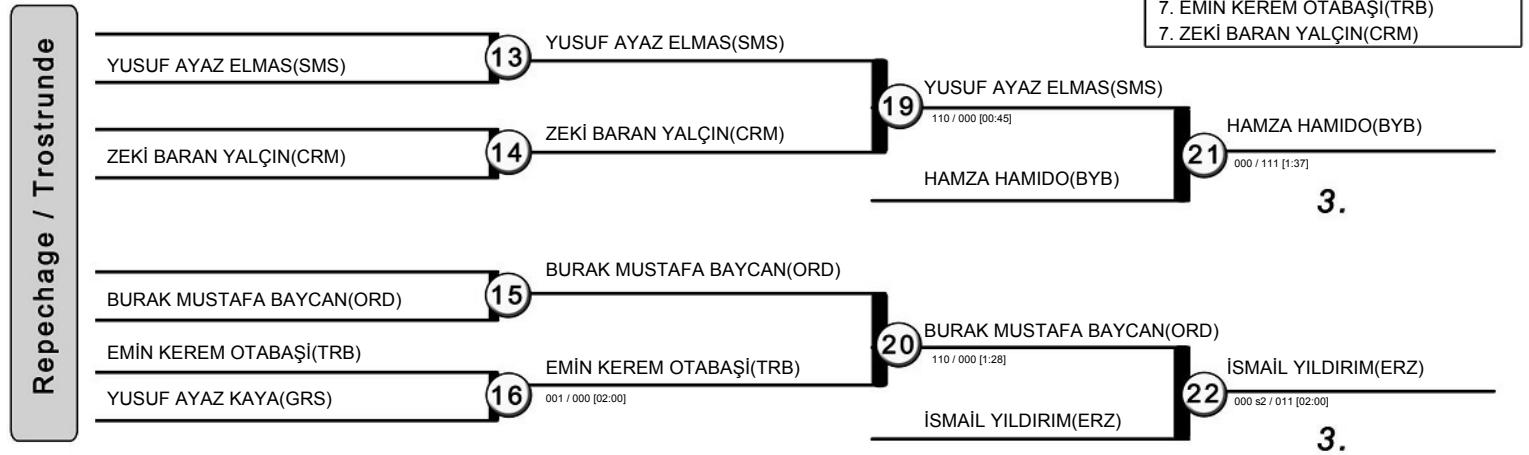 7. EMİN KEREM OTABAŞİ(TRB)
7. ZEKİ BARAN YALÇIN(CRM)
Repechage / Trostrunde
YUSUF AYAZ ELMAS(SMS)
13
YUSUF AYAZ ELMAS(SMS)
ZEKİ BARAN YALÇIN(CRM)
14
ZEKİ BARAN YALÇIN(CRM)
19
YUSUF AYAZ ELMAS(SMS)
110 / 000 [00:45]
HAMZA HAMIDO(BYB)
21
HAMZA HAMIDO(BYB)
000 / 111 [1:37]
3.
BURAK MUSTAFA BAYCAN(ORD)
15
BURAK MUSTAFA BAYCAN(ORD)
EMİN KEREM OTABAŞİ(TRB)
YUSUF AYAZ KAYA(GRS)
16
EMİN KEREM OTABAŞİ(TRB)
001 / 000 [02:00]
20
BURAK MUSTAFA BAYCAN(ORD)
110 / 000 [1:28]
İSMAİL YILDIRIM(ERZ)
22
İSMAİL YILDIRIM(ERZ)
000 s2 / 011 [02:00]
3.